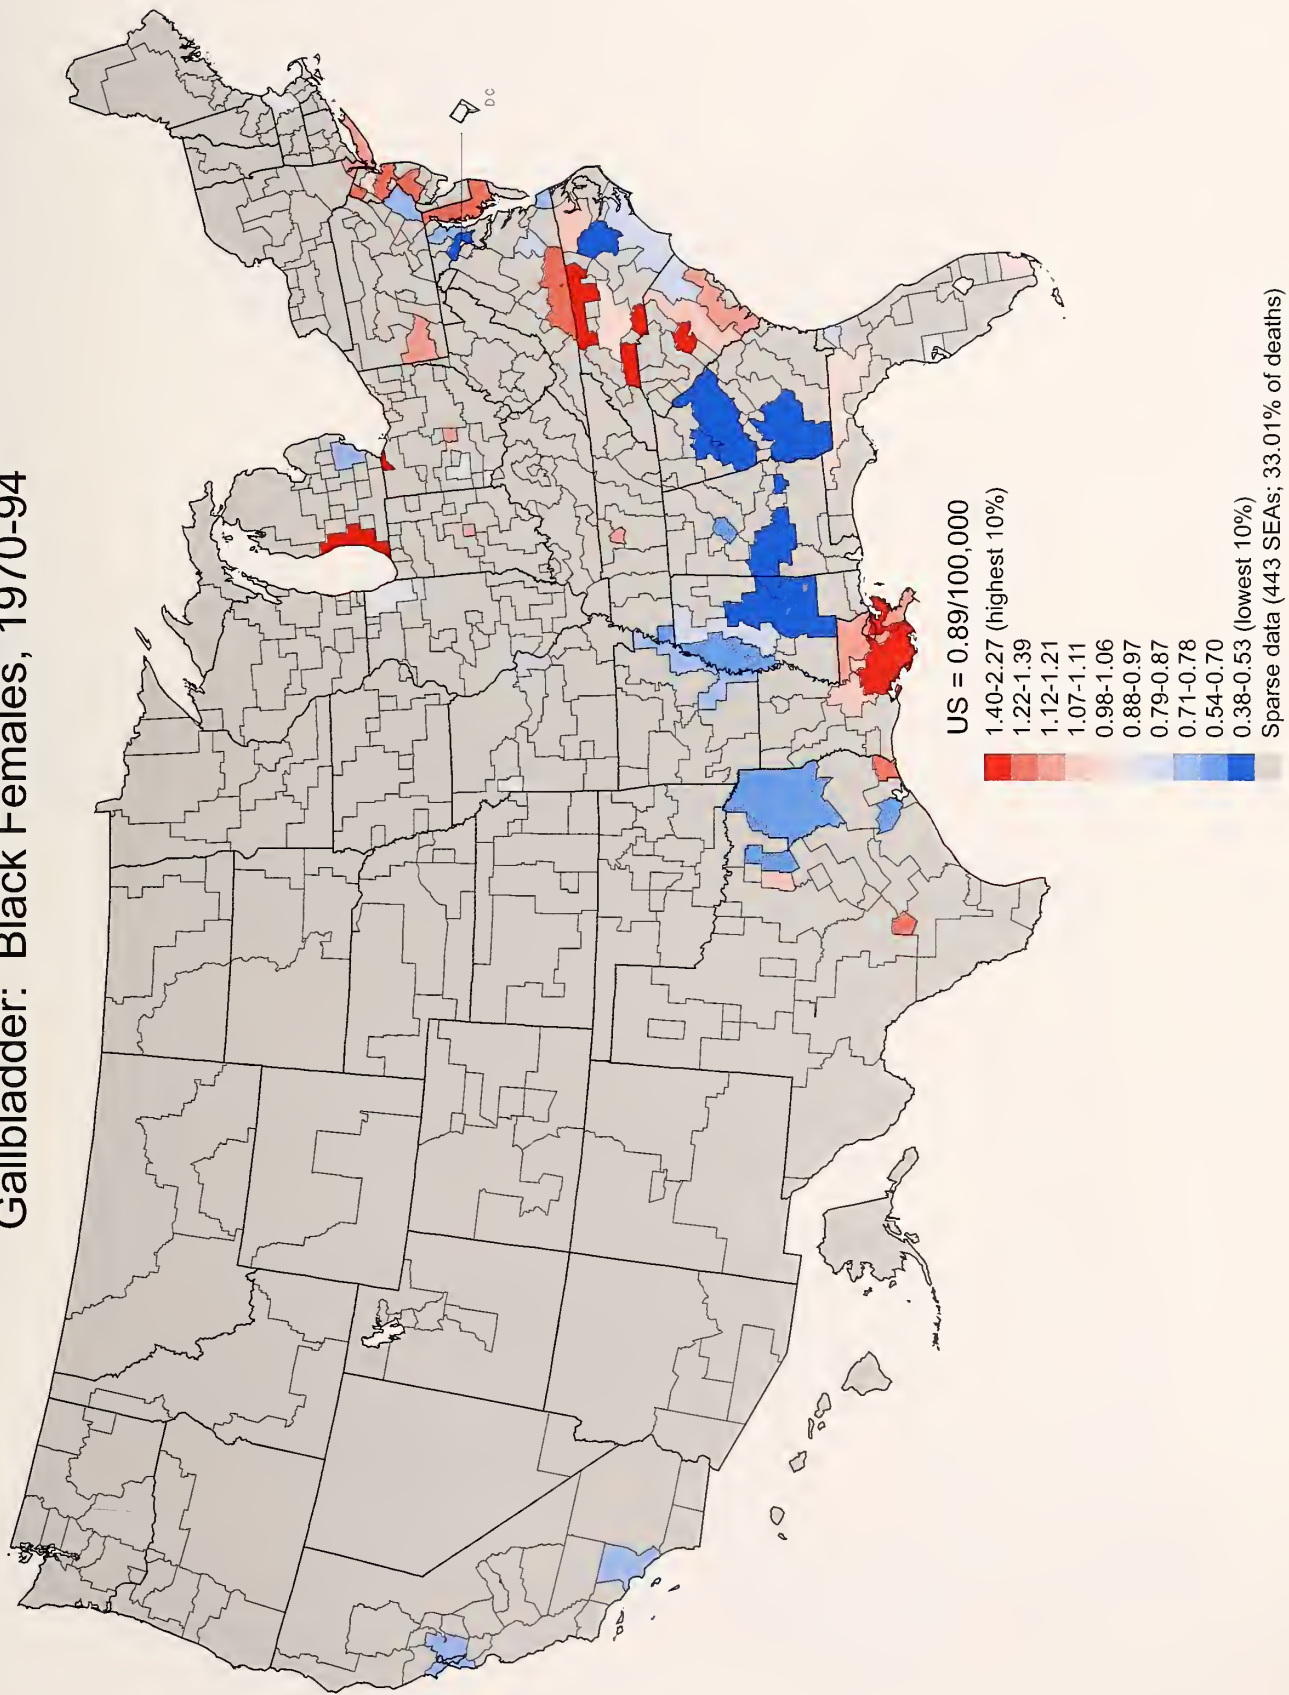 Gallbladder: Black Females, 1970-94
DC
US = 0.89/100,000
1.40-2.27 (highest 10%)
1.22-1.39
1.12-1.21
1.07-1.11
0.98-1.06
0.88-0.97
0.79-0.87
0.71-0.78
0.54-0.70
0.38-0.53 (lowest 10%)
Sparse data (443 SEAs; 33.01% of deaths)